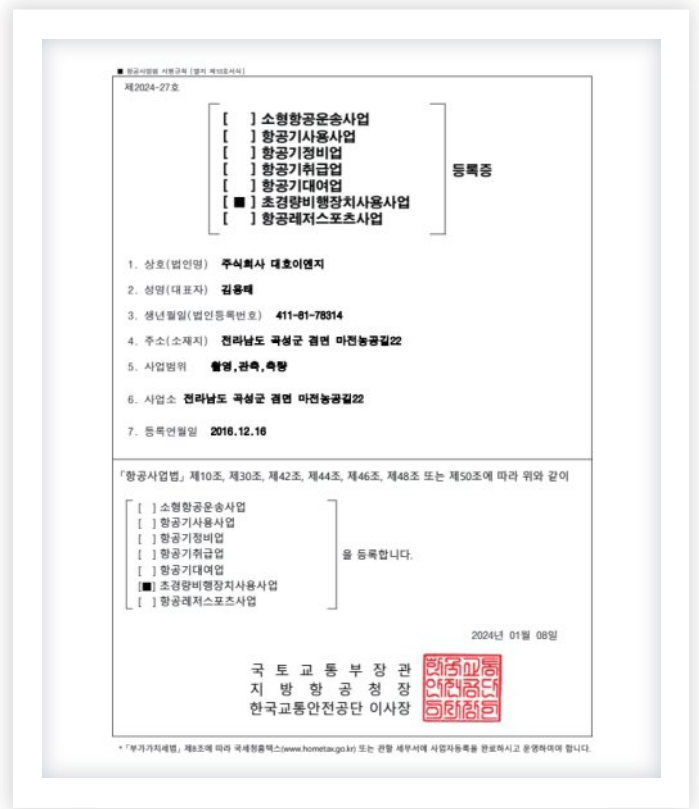 ■ 항공사업법 시행규칙 [별지 제10호서식]
제2024-27호
[ ] 소형항공운송사업
[ ] 항공기사용사업
[ ] 항공기정비업
[ ] 항공기취급업
[ ] 항공기대여업
[ ■ ] 초경량비행장치사용사업
[ ] 항공레저스포츠사업
등록증
1. 상호(법인명) 주식회사 대호이엔지
2. 성명(대표자) 김용태
3. 생년월일(법인등록번호) 411-81-78314
4. 주소(소재지) 전라남도 곡성군 겸면 마전농공길22
5. 사업범위 촬영,관측,측량
6. 사업소 전라남도 곡성군 겸면 마전농공길22
7. 등록연월일 2016.12.16
「항공사업법」 제10조, 제30조, 제42조, 제44조, 제46조, 제48조 또는 제50조에 따라 위와 같이
[ ] 소형항공운송사업
[ ] 항공기사용사업
[ ] 항공기정비업
[ ] 항공기취급업
[ ] 항공기대여업
[■] 초경량비행장치사용사업
[ ] 항공레저스포츠사업
을 등록합니다.
2024년 01월 08일
국 토 교 통 부 장 관
지 방 항 공 청 장
한국교통안전공단 이사장
한국교통
안전공단
이사장인
* 「부가가치세법」 제8조에 따라 국세청홈텍스(www.hometax.go.kr) 또는 관할 세무서에 사업자등록을 완료하시고 운영하여야 합니다.